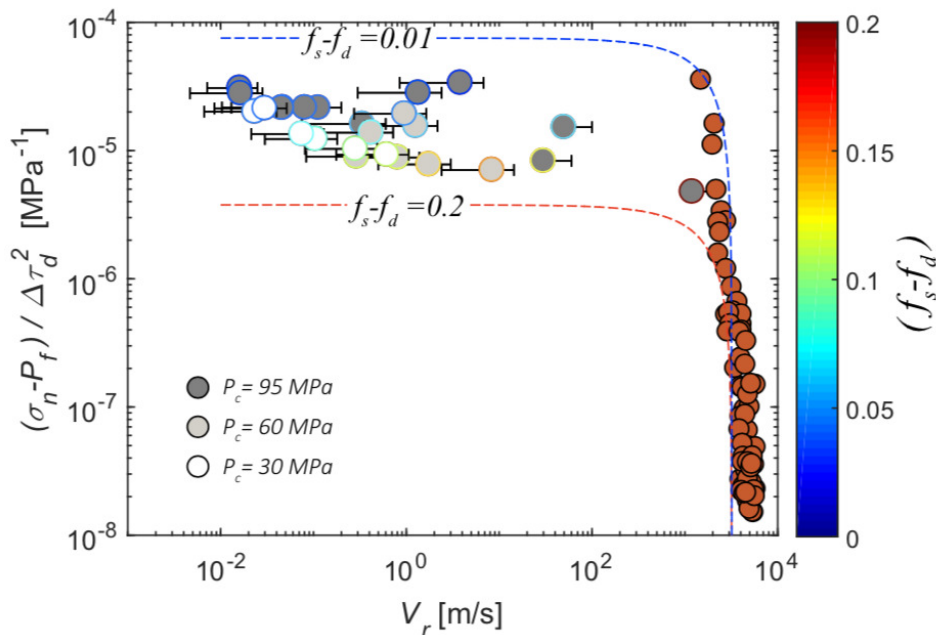 10^-4
10^-5
10^-6
10^-7
10^-8
(σ_n-P_f) / Δτ_d^2 [MPa^-1]
f_s-f_d=0.01
f_s-f_d=0.2
P_c= 95 MPa
P_c= 60 MPa
P_c= 30 MPa
10^-2
10^0
10^2
10^4
V_r [m/s]
0.2
0.15
0.1
0.05
0
(f_s-f_d)